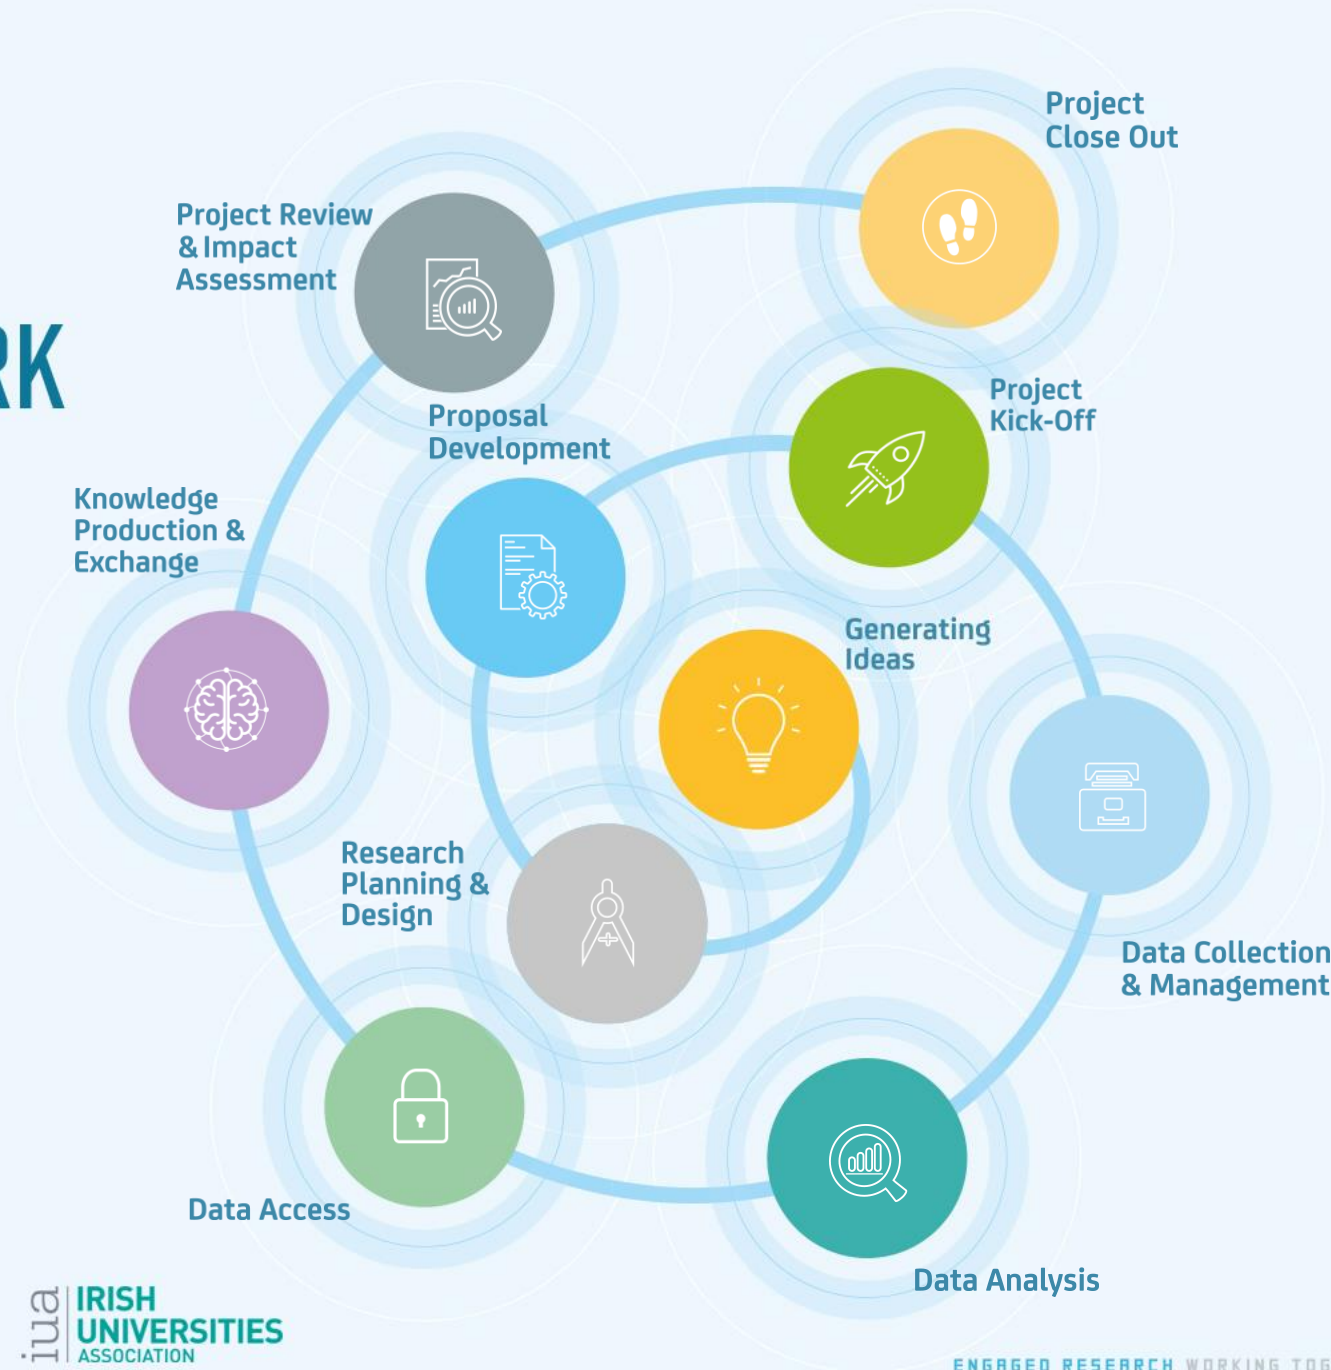 Project
Close Out
Project Review
& Impact
Assessment
RK
Project
Kick-Off
Proposal
Development
Knowledge
Production &
Exchange
Generating
Ideas
Research
Planning &
Design
Data Collection
& Management
Data Access
Data Analysis
iua
IRISH
UNIVERSITIES
ASSOCIATION
ENGAGED RESEARCH WORKING TOG